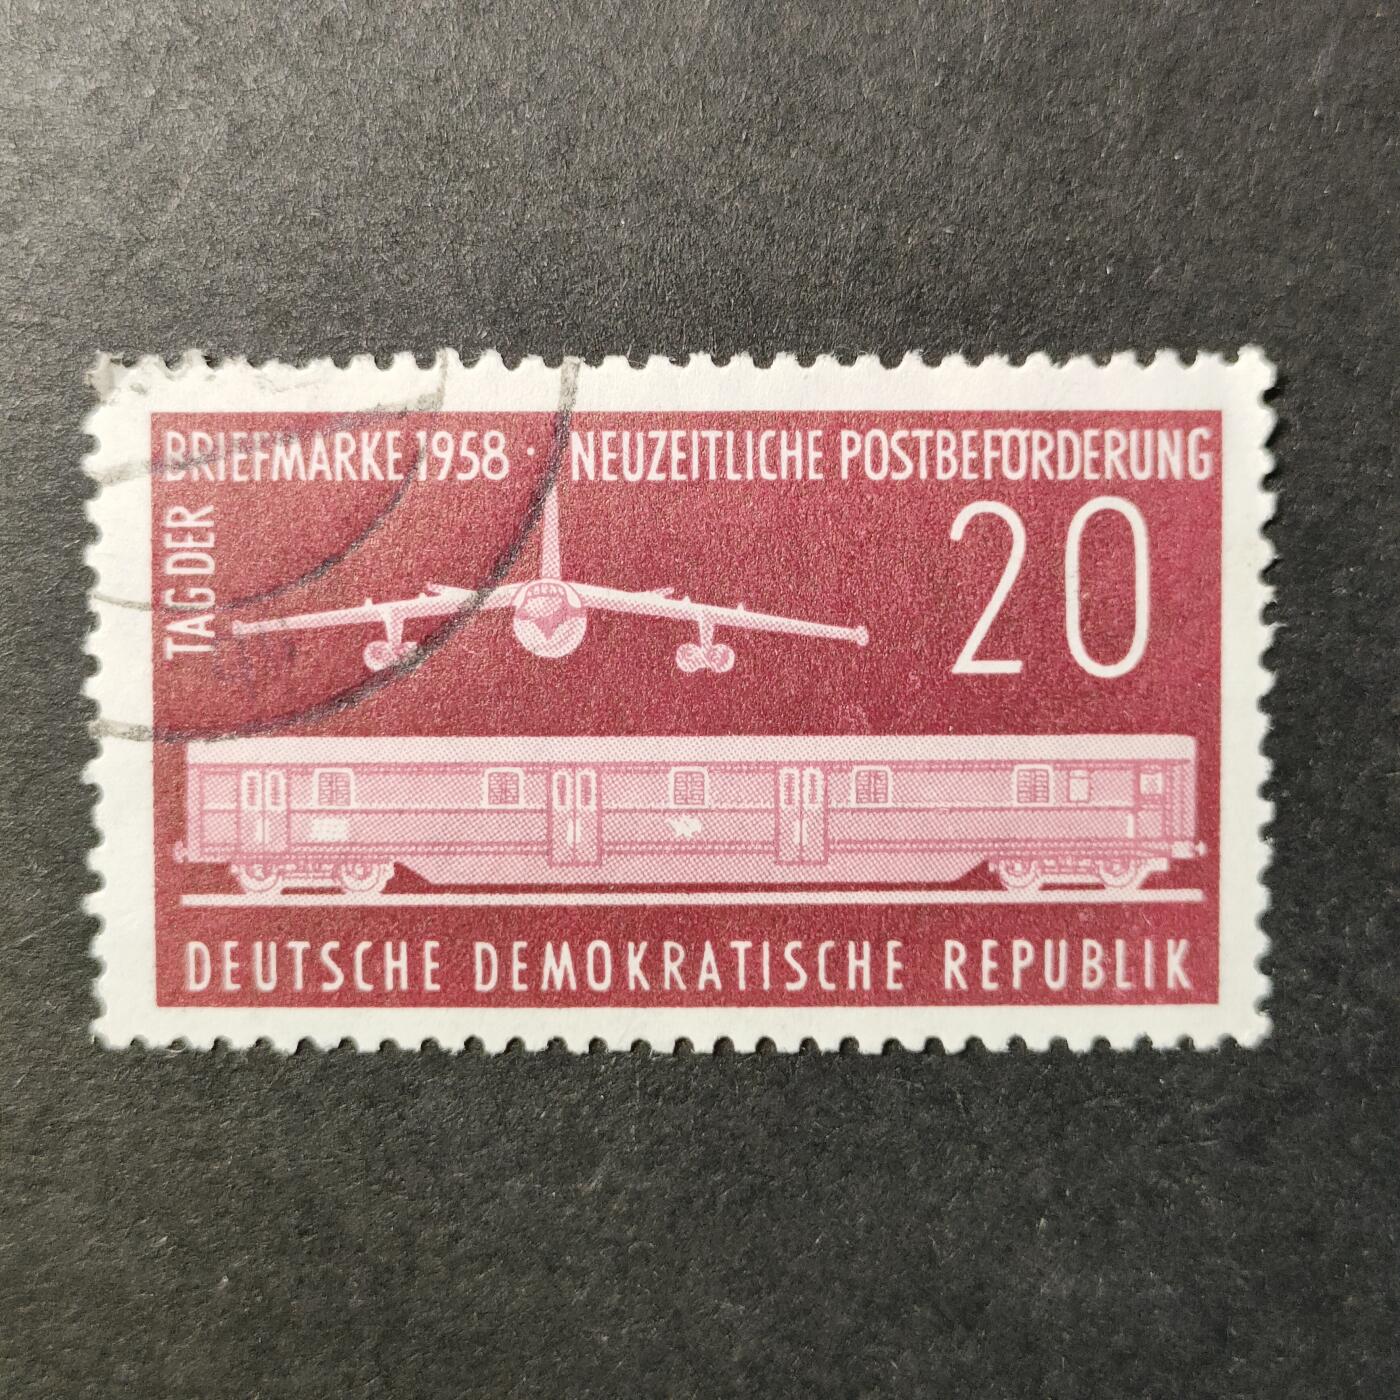 TAG DER
BRIEFMARKE 1958 · NEUZEITLICHE POSTBEFÖRDERUNG
20
DEUTSCHE DEMOKRATISCHE REPUBLIK